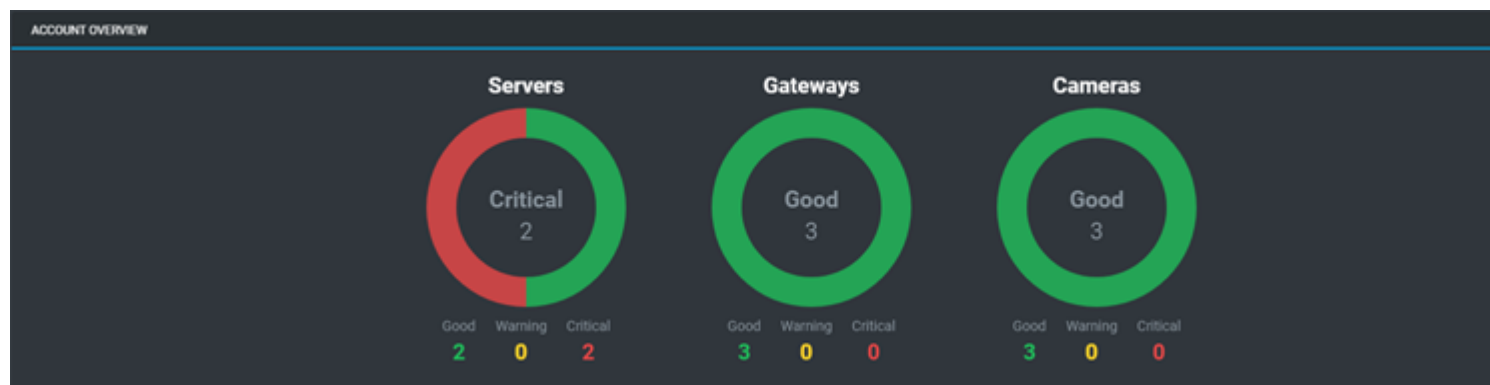 ACCOUNT OVERVIEW
Servers Gateways Cameras
Critical Good Good
2 3 3
Good Warning Critical Good Warning Critical Good Warning Critical
2 0 2 3 0 0 3 0 0